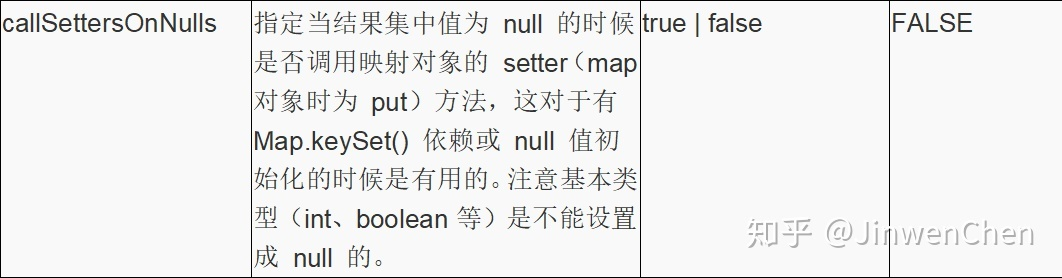 callSettersOnNulls
指定当结果集中值为 null 的时候
是否调用映射对象的 setter（map
对象时为 put）方法，这对于有
Map.keySet() 依赖或 null 值初
始化的时候是有用的。注意基本类
型（int、boolean 等）是不能设置
成 null 的。
true | false
FALSE
知乎 @JinwenChen